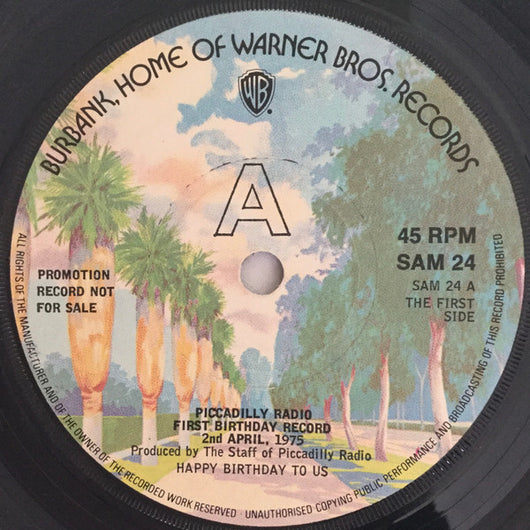 BURBANK, HOME OF WARNER BROS. RECORDS
WB
A
PROMOTION
RECORD NOT
FOR SALE
45 RPM
SAM 24
SAM 24 A
THE FIRST
SIDE
PICCADILLY RADIO
FIRST BIRTHDAY RECORD
2nd APRIL, 1975
Produced by The Staff of Piccadilly Radio
HAPPY BIRTHDAY TO US
ALL RIGHTS OF THE MANUFACTURER AND OF THE OWNER OF THE RECORDED WORK RESERVED · UNAUTHORISED COPYING PUBLIC PERFORMANCE AND BROADCASTING OF THIS RECORD PROHIBITED